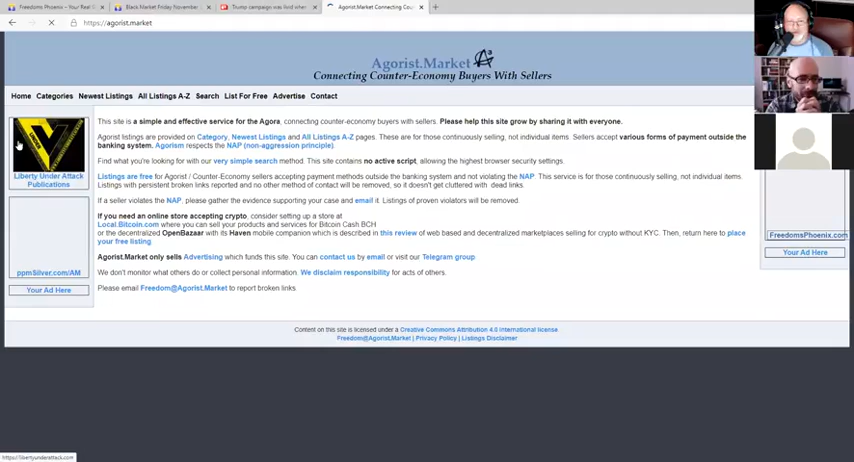 Freedoms Phoenix – Your Real S
Black Market Friday November
Trump campaign was livid when
Agorist.Market Connecting Cou
https://agorist.market
Agorist.Market
Connecting Counter-Economy Buyers With Sellers
Home Categories Newest Listings All Listings A-Z Search List For Free Advertise Contact
Liberty Under Attack
Publications
ppmSilver.com/AM
Your Ad Here
This site is a simple and effective service for the Agora, connecting counter-economy buyers with sellers. Please help this site grow by sharing it with everyone.
Agorist listings are provided on Category, Newest Listings and All Listings A-Z pages. These are for those continuously selling, not individual items. Sellers accept various forms of payment outside the
banking system. Agorism respects the NAP (non-aggression principle).
Find what you're looking for with our very simple search method. This site contains no active script, allowing the highest browser security settings.
Listings are free for Agorist / Counter-Economy sellers accepting payment methods outside the banking system and not violating the NAP. This service is for those continuously selling, not individual items.
Listings with persistent broken links reported and no other method of contact will be removed, so it doesn't get cluttered with dead links.
If a seller violates the NAP, please gather the evidence supporting your case and email it. Listings of proven violators will be removed.
If you need an online store accepting crypto, consider setting up a store at
Local.Bitcoin.com where you can sell your products and services for Bitcoin Cash BCH
or the decentralized OpenBazaar with its Haven mobile companion which is described in this review of web based and decentralized marketplaces selling for crypto without KYC. Then, return here to place
your free listing.
Agorist.Market only sells Advertising which funds this site. You can contact us by email or visit our Telegram group.
We don't monitor what others do or collect personal information. We disclaim responsibility for acts of others.
Please email Freedom@Agorist.Market to report broken links
FreedomsPhoenix.com
Your Ad Here
Content on this site is licensed under a Creative Commons Attribution 4.0 International license.
Freedom@Agorist.Market | Privacy Policy | Listings Disclaimer
https://libertyunderattack.com